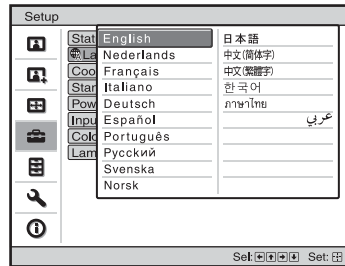 Setup
Stat
La
Coo
Star
Pow
Inpu
Colo
Lam
English
Nederlands
Français
Italiano
Deutsch
Español
Português
Русский
Svenska
Norsk
日本語
中文(简体字)
中文(繁體字)
한국어
ภาษาไทย
عربي
Sel: Set: